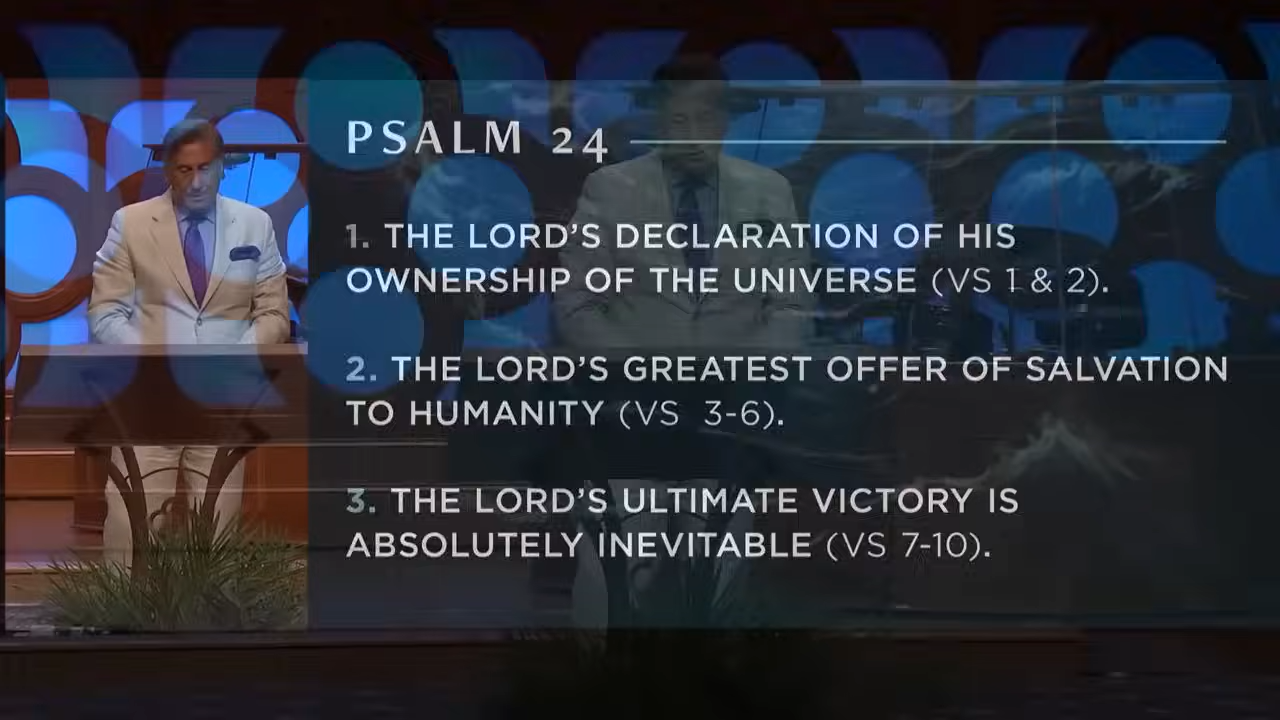 PSALM 24
1. THE LORD’S DECLARATION OF HIS
OWNERSHIP OF THE UNIVERSE (VS 1 & 2).
2. THE LORD’S GREATEST OFFER OF SALVATION
TO HUMANITY (VS 3-6).
3. THE LORD’S ULTIMATE VICTORY IS
ABSOLUTELY INEVITABLE (VS 7-10).